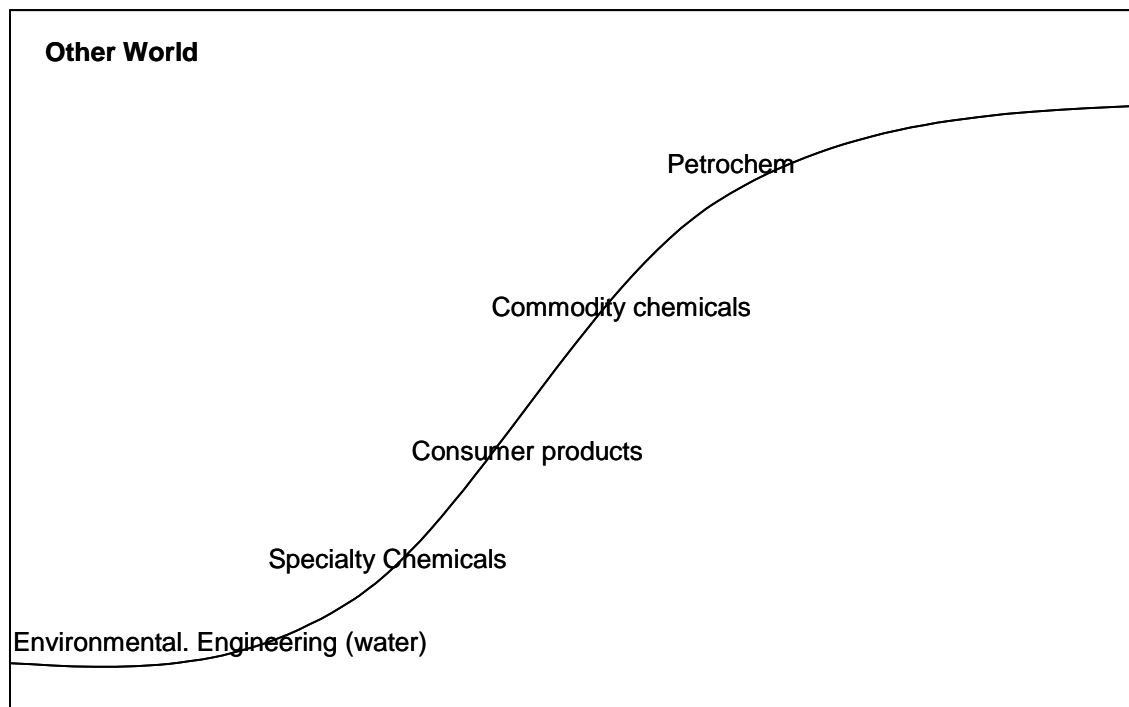 Other World
Petrochem
Commodity chemicals
Consumer products
Specialty Chemicals
Environmental. Engineering (water)